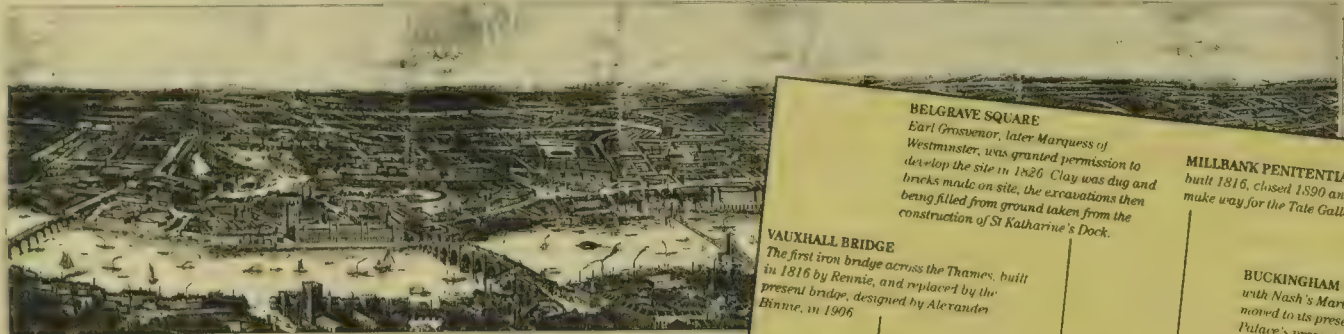 BELGRAVE SQUARE
Earl Grosvenor, later Marquess of
Westminster, was granted permission to
develop the site in 1826 Clay was dug and
bricks made on site, the excavations then
being filled from ground taken from the
construction of St Katharine's Dock.
MILLBANK PENITENTIA
built 1816, closed 1890 an
make way for the Tate Gall
VAUXHALL BRIDGE
The first iron bridge across the Thames, built
in 1816 by Rennie, and replaced by the
present bridge, designed by Alexander
Binnie, in 1906
BUCKINGHAM
with Nash's Mar
moved to its prese
Palace's